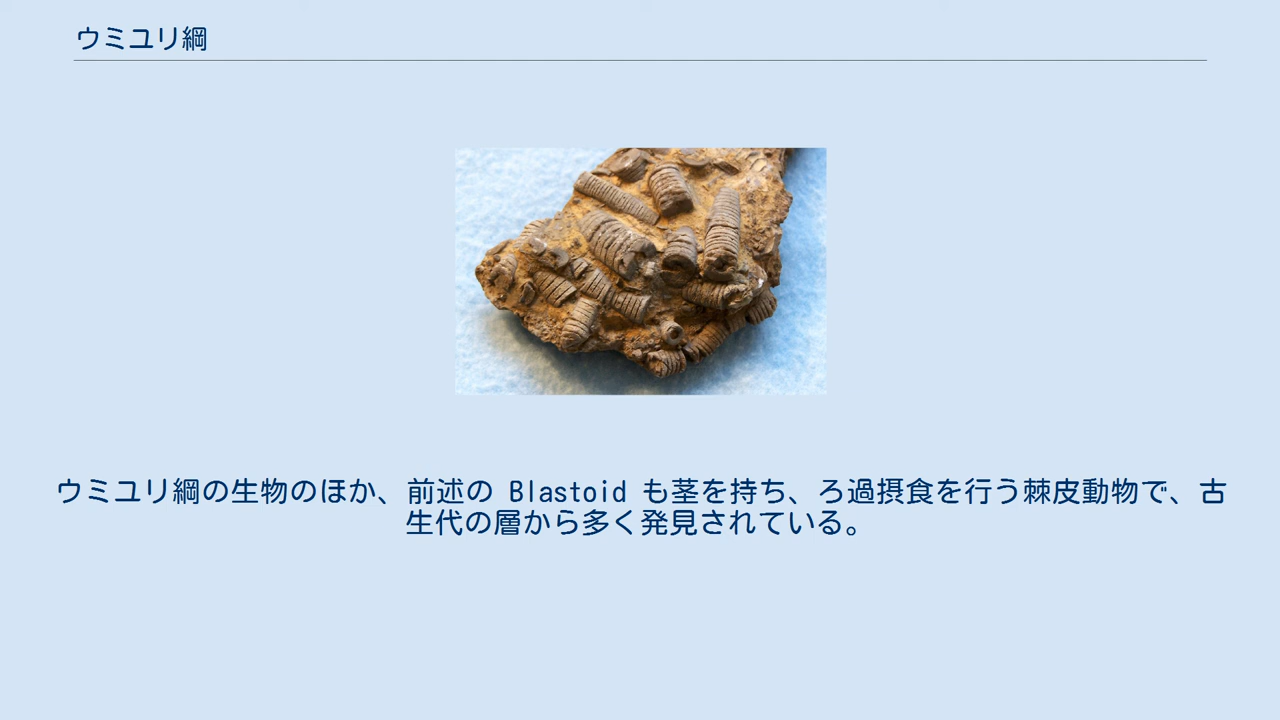 ウミユリ綱
ウミユリ綱の生物のほか、前述の Blastoid も茎を持ち、ろ過摂食を行う棘皮動物で、古
生代の層から多く発見されている。